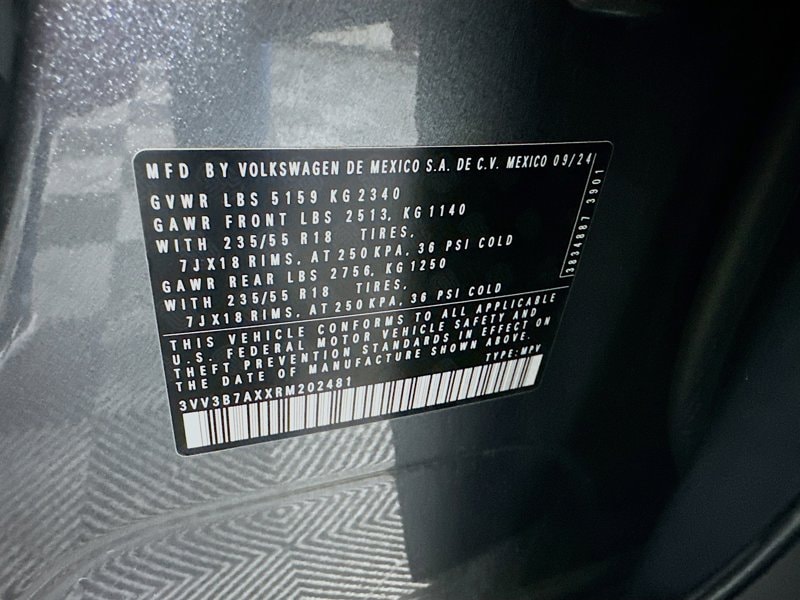 MFD BY VOLKSWAGEN DE MEXICO S.A. DE C.V. MEXICO 09/24
GVWR LBS 5159 KG 2340
GAWR FRONT LBS 2513, KG 1140
WITH 235/55 R18 TIRES,
7JX18 RIMS, AT 250 KPA, 36 PSI COLD
GAWR REAR LBS 2756, KG 1250
WITH 235/55 R18 TIRES,
7JX18 RIMS, AT 250 KPA, 36 PSI COLD
THIS VEHICLE CONFORMS TO ALL APPLICABLE
U.S. FEDERAL MOTOR VEHICLE SAFETY AND
THEFT PREVENTION STANDARDS IN EFFECT ON
THE DATE OF MANUFACTURE SHOWN ABOVE.
TYPE: MPV
3VV3B7AXXRM202481
3834887 3901